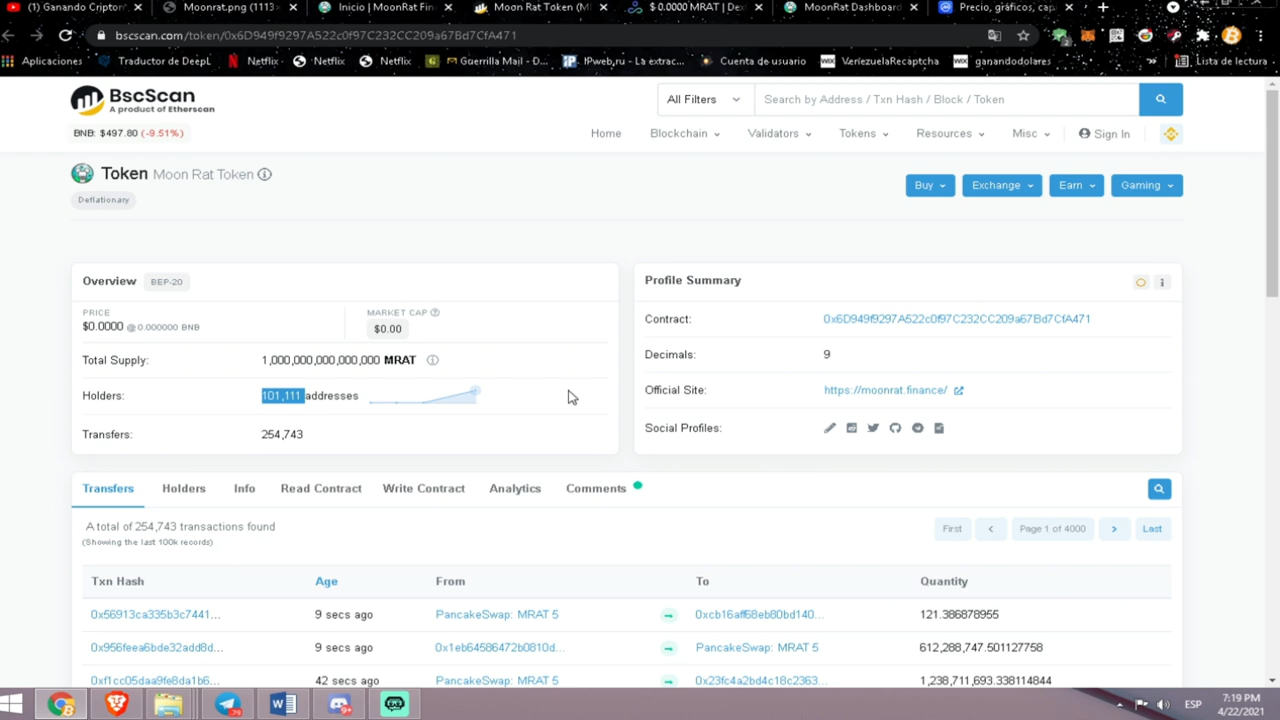 (1) Ganando Criptor
Moonrat.png (1113×
Inicio | MoonRat Fin
Moon Rat Token (M
$ 0.0000 MRAT | Dex
MoonRat Dashboard
Precio, gráficos, cap
bscscan.com/token/0x6D949f9297A522c0f97C232CC209a67Bd7CfA471
Aplicaciones
Traductor de DeepL
Netflix
Netflix
Netflix
Guerrilla Mail - D...
IPweb.ru - La extrac...
Cuenta de usuario
VenezuelaRecaptcha
ganandodolares
»
Lista de lectura
BscScan
A product of Etherscan
All Filters
Search by Address / Txn Hash / Block / Token
BNB: $497.80 (-9.51%)
Home
Blockchain
Validators
Tokens
Resources
Misc
Sign In
Token Moon Rat Token
Deflationary
Buy
Exchange
Earn
Gaming
Overview BEP-20
PRICE
$0.0000 @ 0.000000 BNB
MARKET CAP
$0.00
Total Supply: 1,000,000,000,000,000 MRAT
Holders: 101,111 addresses
Transfers: 254,743
Profile Summary
Contract: 0x6D949f9297A522c0f97C232CC209a67Bd7CfA471
Decimals: 9
Official Site: https://moonrat.finance/
Social Profiles:
Transfers
Holders
Info
Read Contract
Write Contract
Analytics
Comments
A total of 254,743 transactions found
(Showing the last 100k records)
First
Page 1 of 4000
Last
Txn Hash Age From To Quantity
0x56913ca335b3c7441... 9 secs ago PancakeSwap: MRAT 5 0xcb16aff68eb80bd140... 121.386878955
0x956feea6bde32add8d... 9 secs ago 0x1eb64586472b0810d... PancakeSwap: MRAT 5 612,288,747.501127758
0xf1cc05daa9fe8da1b6... 42 secs ago PancakeSwap: MRAT 5 0x23fc4a2bd4c18c2363... 1,238,711,693.338114844
ESP
7:19 PM
4/22/2021